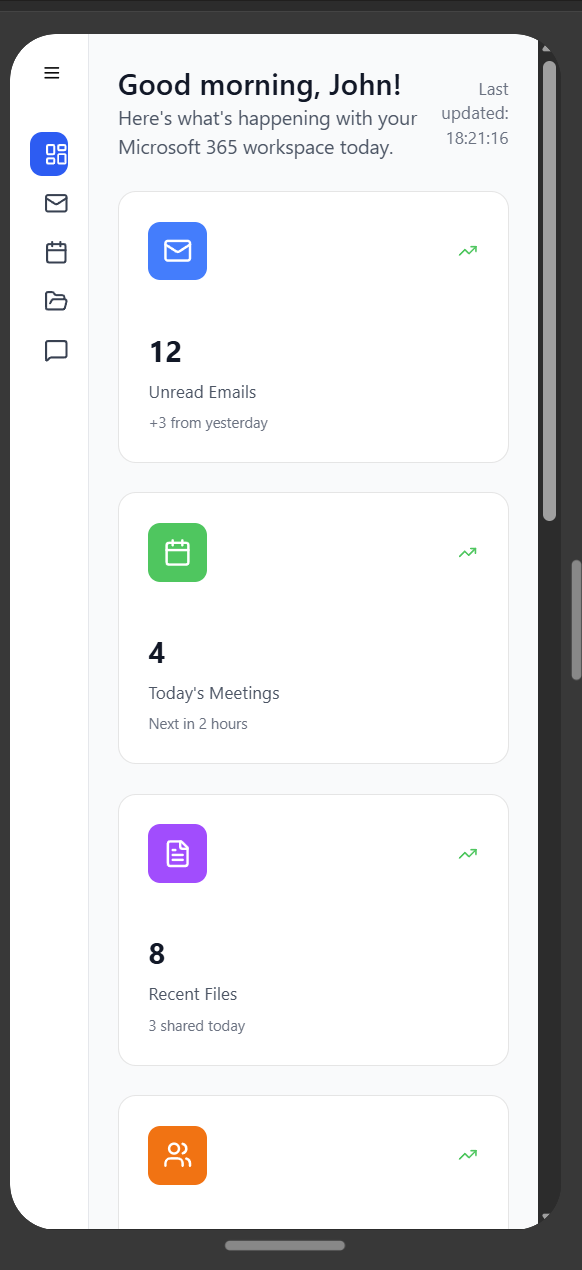 Good morning, John!
Here's what's happening with your
Microsoft 365 workspace today.
Last
updated:
18:21:16
12
Unread Emails
+3 from yesterday
4
Today's Meetings
Next in 2 hours
8
Recent Files
3 shared today